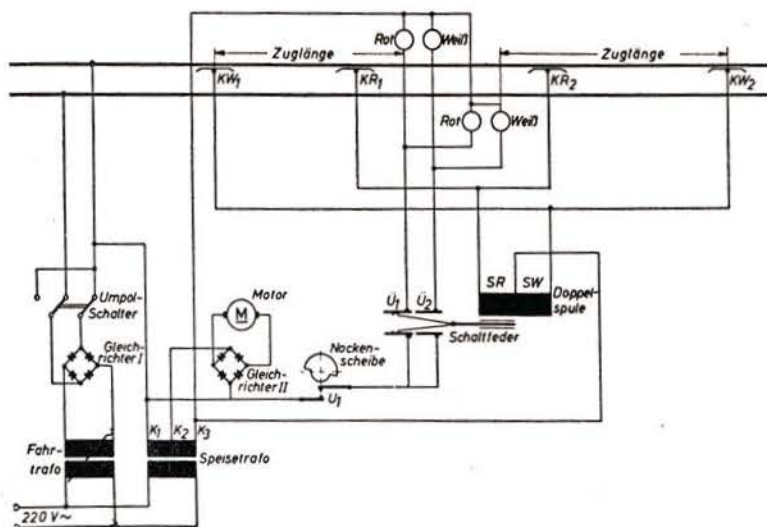 Rot
Weiß
Zuglänge
Zuglänge
KW1
KR1
KR2
KW2
Rot
Weiß
SR
SW
Doppel-
spule
Umpol-
Schalter
Motor
M
Ü1
Ü2
Schaltfeder
Gleich-
richter I
Nocken-
scheibe
Gleich-
richter II
U1
K1
K2
K3
Fahr-
trafo
Speisetrafo
220 V~